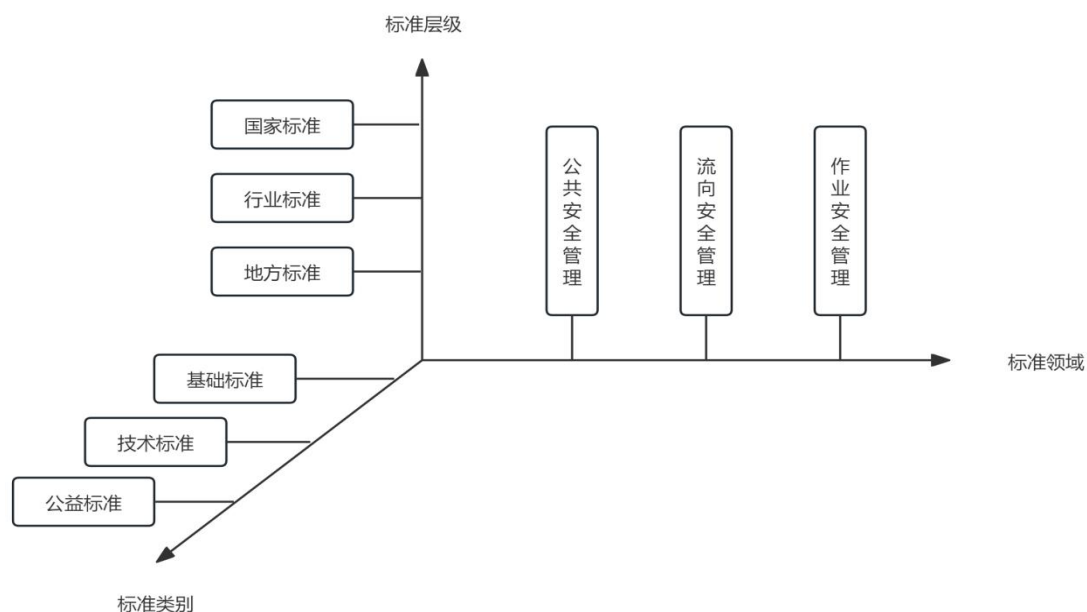 标准层级
国家标准
行业标准
地方标准
公共安全管理
流向安全管理
作业安全管理
标准领域
基础标准
技术标准
公益标准
标准类别